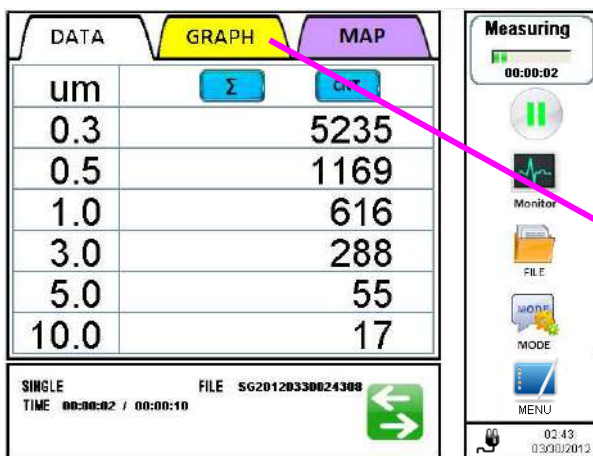 DATA GRAPH MAP
um Σ CNT
0.3 5235
0.5 1169
1.0 616
3.0 288
5.0 55
10.0 17
SINGLE FILE SG20120330024308
TIME 00:00:02 / 00:00:10
Measuring
00:00:02
Monitor
FILE
MODE
MODE
MENU
02:43
03/30/2012